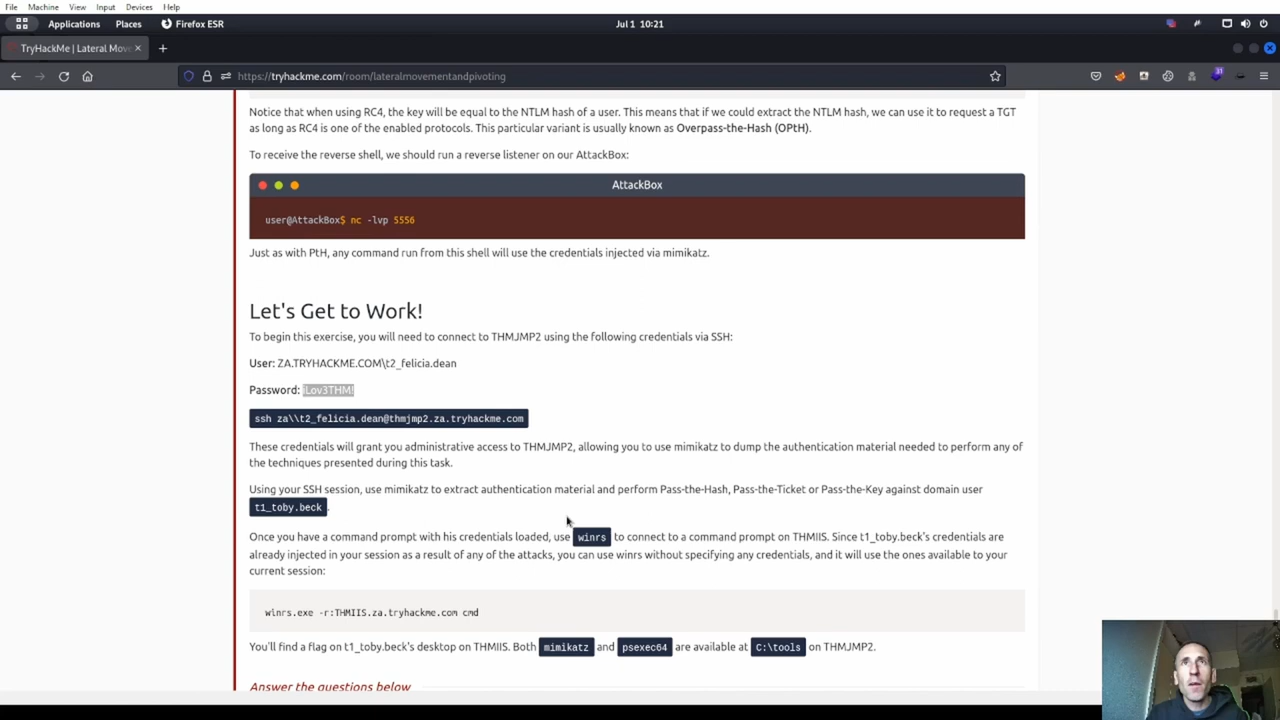 File Machine View Input Devices Help
Applications Places Firefox ESR Jul 1 10:21
TryHackMe | Lateral Move
https://tryhackme.com/room/lateralmovementandpivoting
Notice that when using RC4, the key will be equal to the NTLM hash of a user. This means that if we could extract the NTLM hash, we can use it to request a TGT
as long as RC4 is one of the enabled protocols. This particular variant is usually known as Overpass-the-Hash (OPtH).
To receive the reverse shell, we should run a reverse listener on our AttackBox:
AttackBox
user@AttackBox$ nc -lvp 5556
Just as with PtH, any command run from this shell will use the credentials injected via mimikatz.
Let's Get to Work!
To begin this exercise, you will need to connect to THMJMP2 using the following credentials via SSH:
User: ZA.TRYHACKME.COM\t2_felicia.dean
Password: iLov3THM!
ssh za\\t2_felicia.dean@thmjmp2.za.tryhackme.com
These credentials will grant you administrative access to THMJMP2, allowing you to use mimikatz to dump the authentication material needed to perform any of
the techniques presented during this task.
Using your SSH session, use mimikatz to extract authentication material and perform Pass-the-Hash, Pass-the-Ticket or Pass-the-Key against domain user
t1_toby.beck.
Once you have a command prompt with his credentials loaded, use winrs to connect to a command prompt on THMIIS. Since t1_toby.beck's credentials are
already injected in your session as a result of any of the attacks, you can use winrs without specifying any credentials, and it will use the ones available to your
current session:
winrs.exe -r:THMIIS.za.tryhackme.com cmd
You'll find a flag on t1_toby.beck's desktop on THMIIS. Both mimikatz and psexec64 are available at C:\tools on THMJMP2.
Answer the questions below